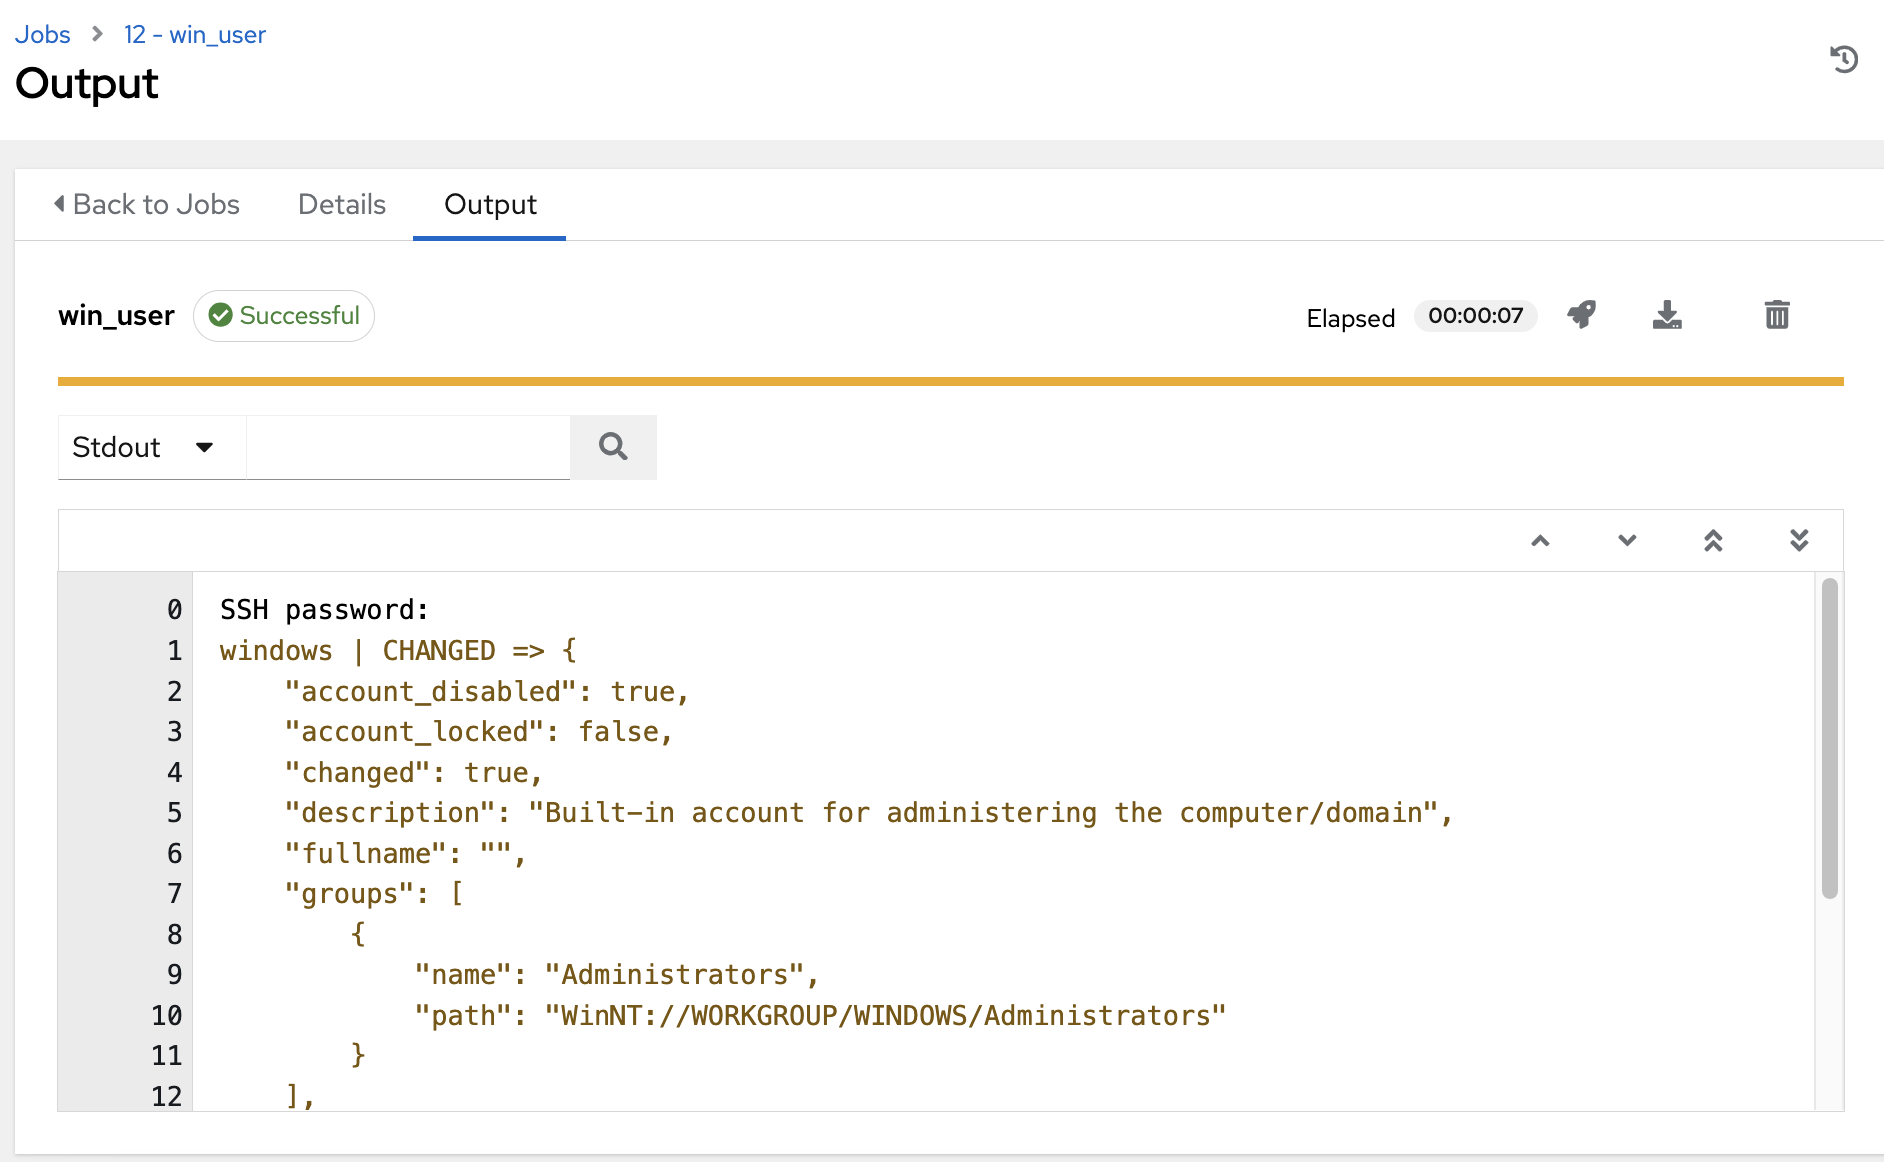 Jobs > 12 - win_user
Output
Back to Jobs Details Output
win_user Successful Elapsed 00:00:07
Stdout
0 SSH password:
1 windows | CHANGED => {
2     "account_disabled": true,
3     "account_locked": false,
4     "changed": true,
5     "description": "Built-in account for administering the computer/domain",
6     "fullname": "",
7     "groups": [
8         {
9             "name": "Administrators",
10             "path": "WinNT://WORKGROUP/WINDOWS/Administrators"
11         }
12     ],